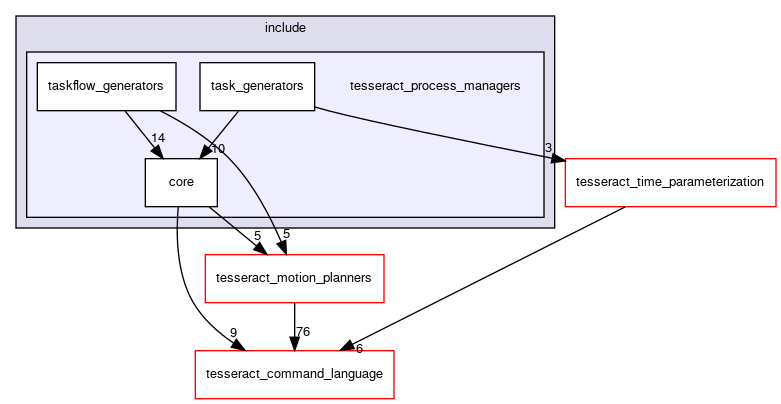 include
taskflow_generators
task_generators
tesseract_process_managers
14
10
3
core
tesseract_time_parameterization
5
5
tesseract_motion_planners
9
76
6
tesseract_command_language